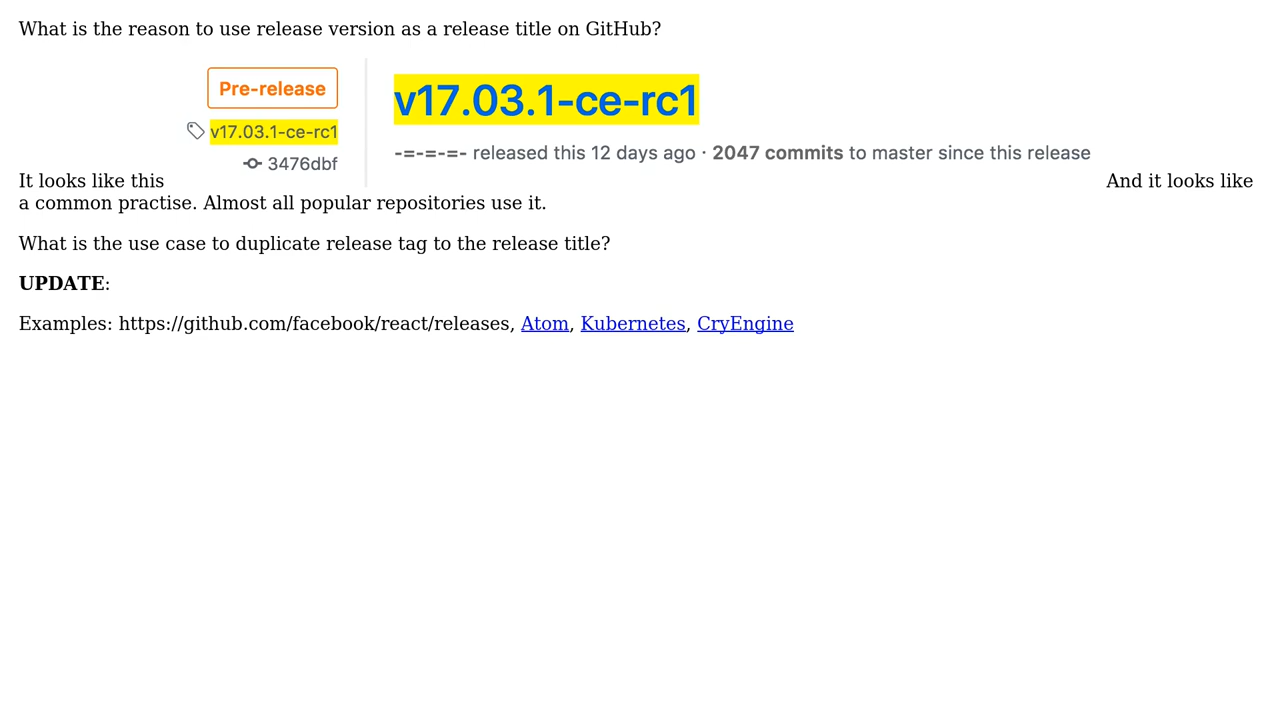 What is the reason to use release version as a release title on GitHub?
Pre-release
v17.03.1-ce-rc1
3476dbf
v17.03.1-ce-rc1
-=-=-=- released this 12 days ago · 2047 commits to master since this release
It looks like this And it looks like
a common practise. Almost all popular repositories use it.
What is the use case to duplicate release tag to the release title?
UPDATE:
Examples: https://github.com/facebook/react/releases, Atom, Kubernetes, CryEngine